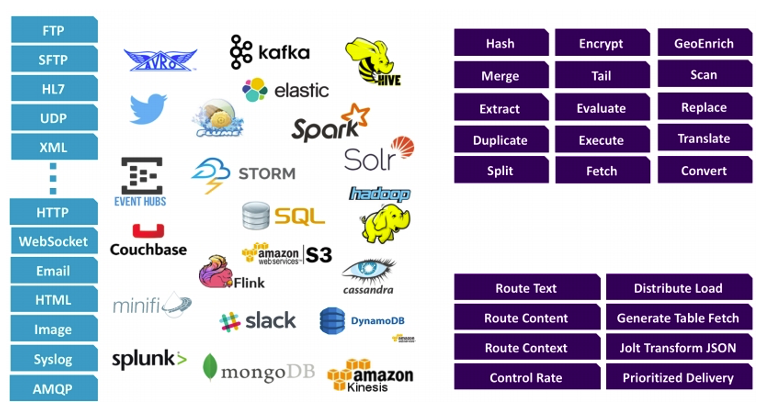 FTP
SFTP
HL7
UDP
XML
HTTP
WebSocket
Email
HTML
Image
Syslog
AMQP
AVRO
kafka
HIVE
elastic
FLUME
Spark
Solr
EVENT HUBS
STORM
hadoop
SQL
Couchbase
amazon
webservices
S3
Flink
cassandra
minifi
slack
DynamoDB
splunk>
mongoDB
amazon
Kinesis
Hash
Encrypt
GeoEnrich
Merge
Tail
Scan
Extract
Evaluate
Replace
Duplicate
Execute
Translate
Split
Fetch
Convert
Route Text
Distribute Load
Route Content
Generate Table Fetch
Route Context
Jolt Transform JSON
Control Rate
Prioritized Delivery